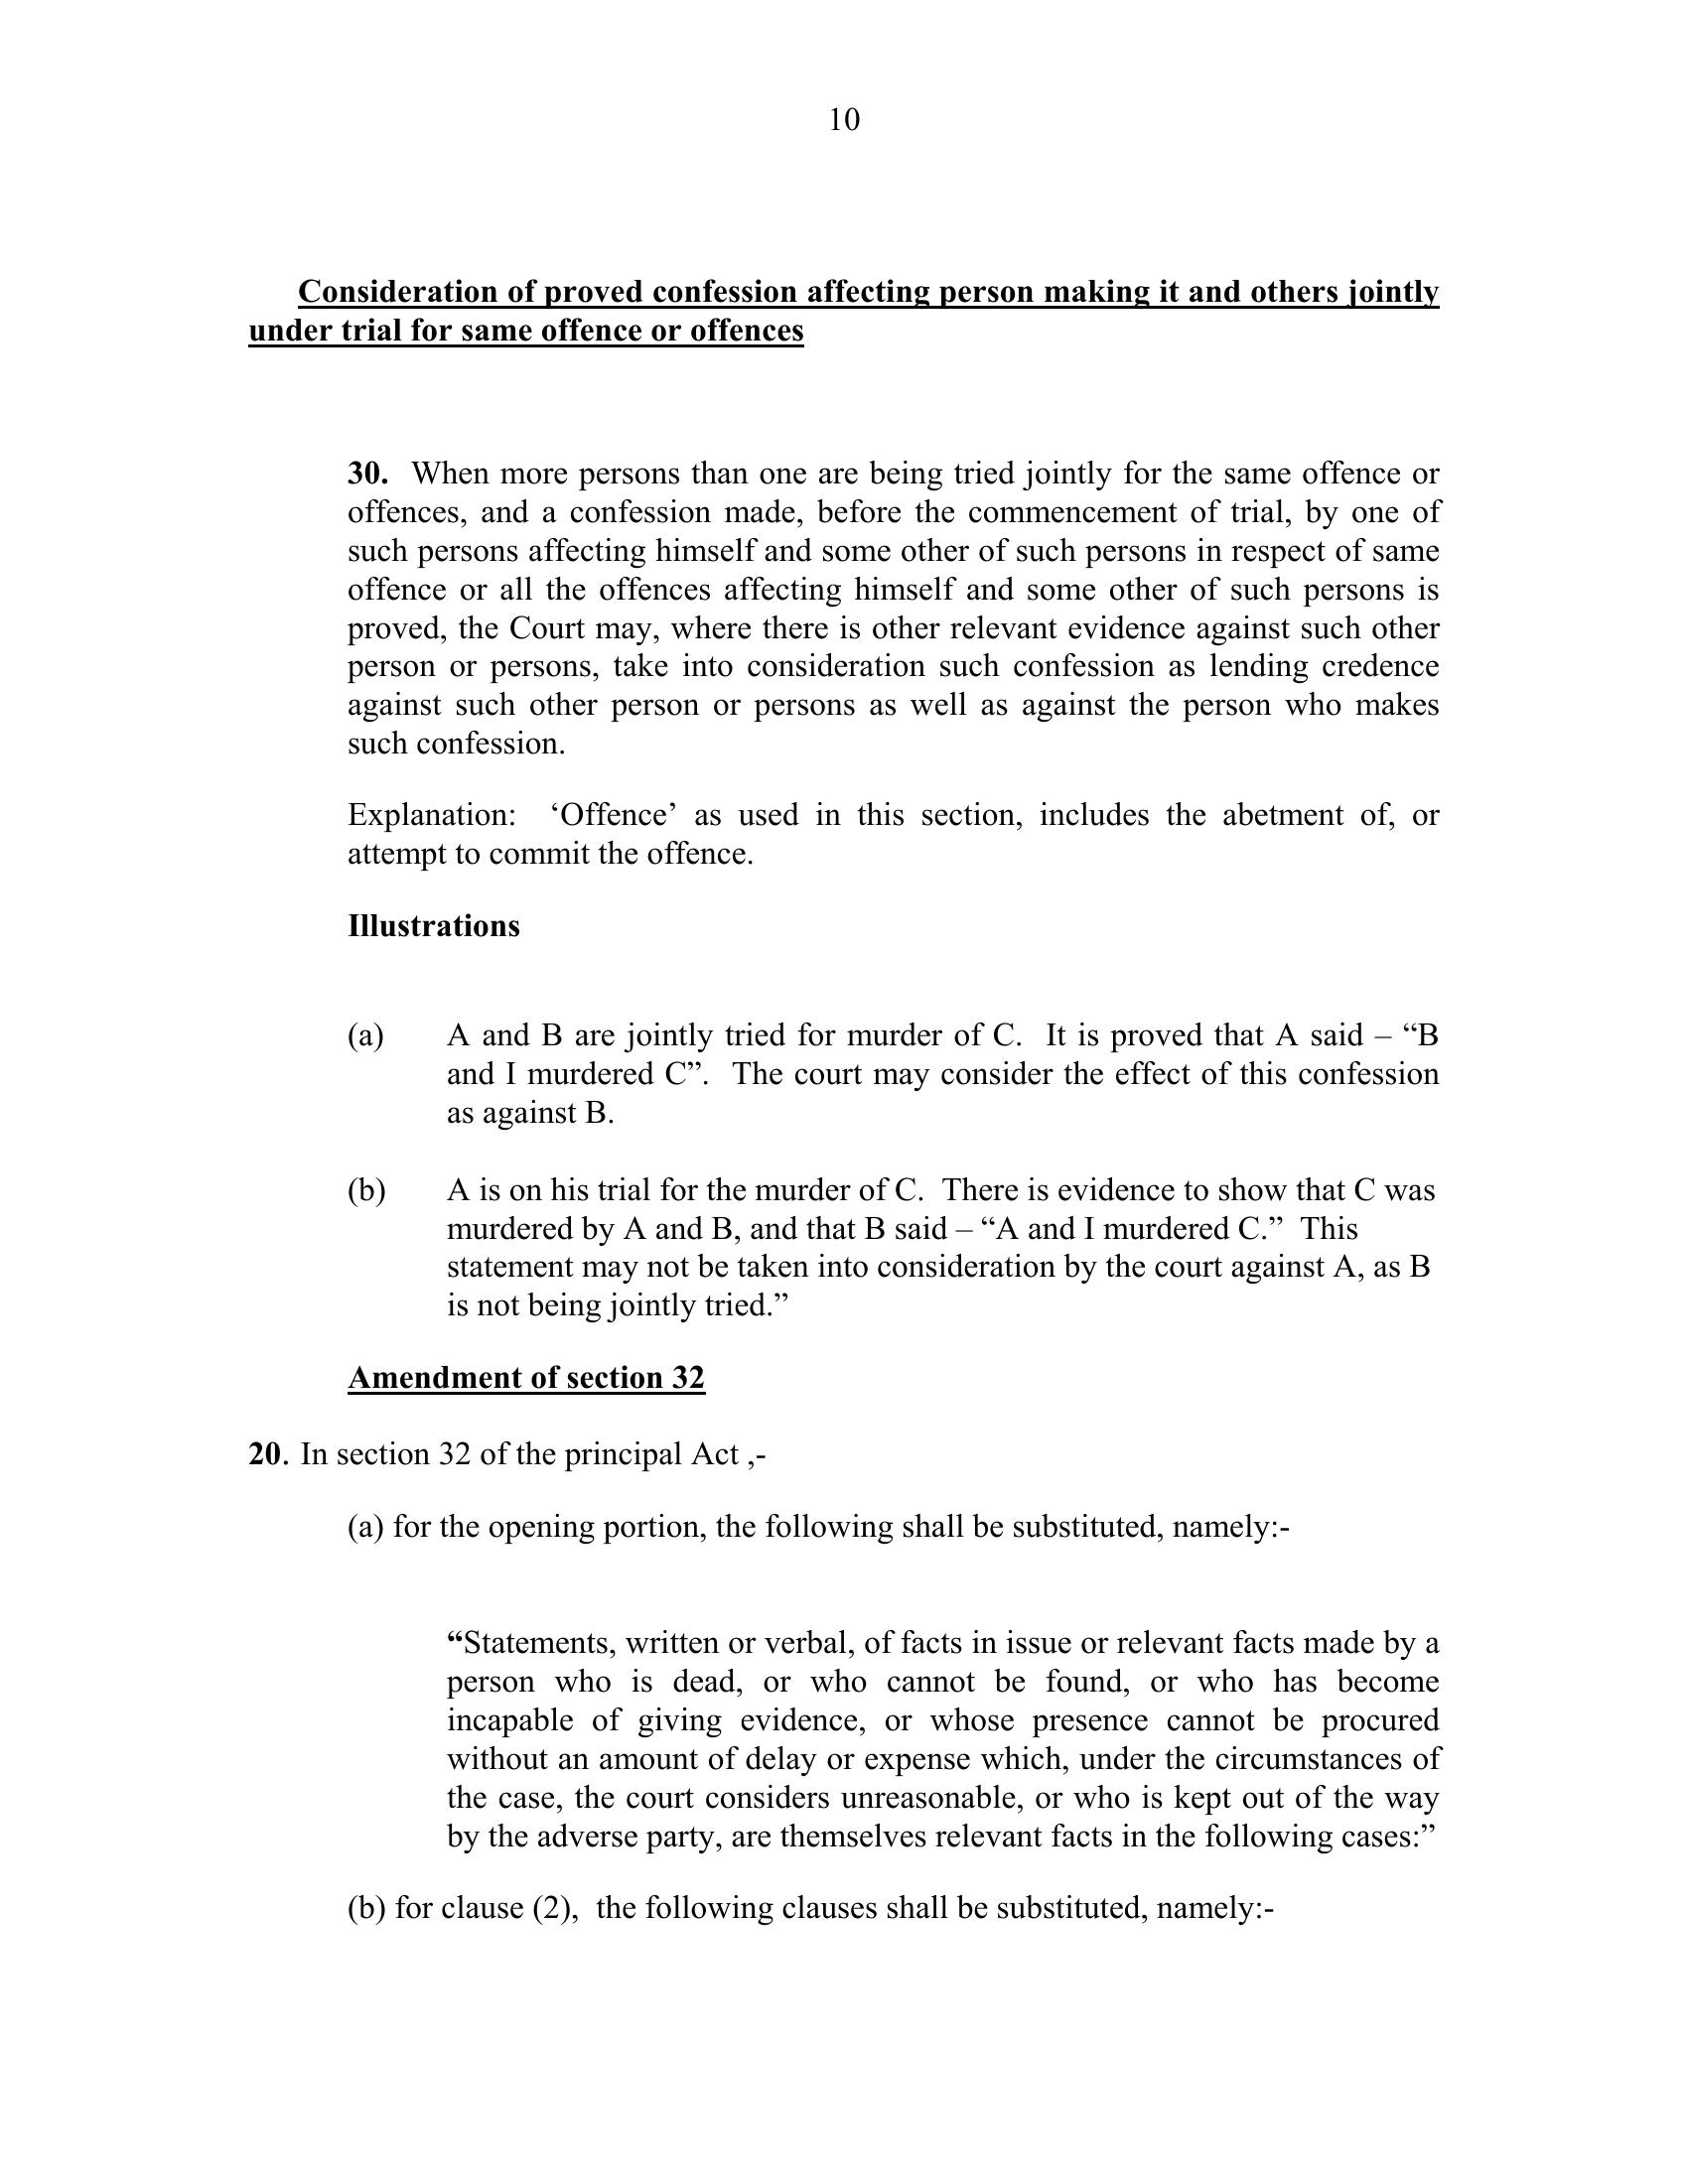 10
Consideration of proved confession affecting person making it and others jointly
under trial for same offence or offences
30. When more persons than one are being tried jointly for the same offence or
offences, and a confession made, before the commencement of trial, by one of
such persons affecting himself and some other of such persons in respect of same
offence or all the offences affecting himself and some other of such persons is
proved, the Court may, where there is other relevant evidence against such other
person or persons, take into consideration such confession as lending credence
against such other person or persons as well as against the person who makes
such confession.
Explanation: ‘Offence’ as used in this section, includes the abetment of, or
attempt to commit the offence.
Illustrations
(a) A and B are jointly tried for murder of C. It is proved that A said – “B
and I murdered C”. The court may consider the effect of this confession
as against B.
(b) A is on his trial for the murder of C. There is evidence to show that C was
murdered by A and B, and that B said – “A and I murdered C.” This
statement may not be taken into consideration by the court against A, as B
is not being jointly tried.”
Amendment of section 32
20. In section 32 of the principal Act ,-
(a) for the opening portion, the following shall be substituted, namely:-
“Statements, written or verbal, of facts in issue or relevant facts made by a
person who is dead, or who cannot be found, or who has become
incapable of giving evidence, or whose presence cannot be procured
without an amount of delay or expense which, under the circumstances of
the case, the court considers unreasonable, or who is kept out of the way
by the adverse party, are themselves relevant facts in the following cases:”
(b) for clause (2), the following clauses shall be substituted, namely:-